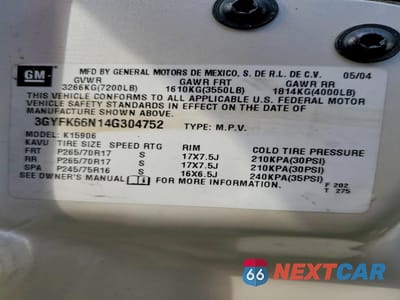 GM
MFD BY GENERAL MOTORS DE MEXICO, S. DE R.L. DE C.V. 05/04
GVWR GAWR FRT GAWR RR
3266KG(7200LB) 1610KG(3550LB) 1814KG(4000LB)
THIS VEHICLE CONFORMS TO ALL APPLICABLE U.S. FEDERAL MOTOR
VEHICLE SAFETY STANDARDS IN EFFECT ON THE DATE OF
MANUFACTURE SHOWN ABOVE.
3GYFK66N14G304752 TYPE: M.P.V.
MODEL: K15906
KAVU TIRE SIZE SPEED RTG RIM COLD TIRE PRESSURE
FRT P265/70R17 S 17X7.5J 210KPA(30PSI)
RR P265/70R17 S 17X7.5J 210KPA(30PSI)
SPA P245/75R16 S 16X6.5J 240KPA(35PSI)
SEE OWNER'S MANUAL FOR MORE INFORMATION. F 202
T 275
66 NEXTCAR